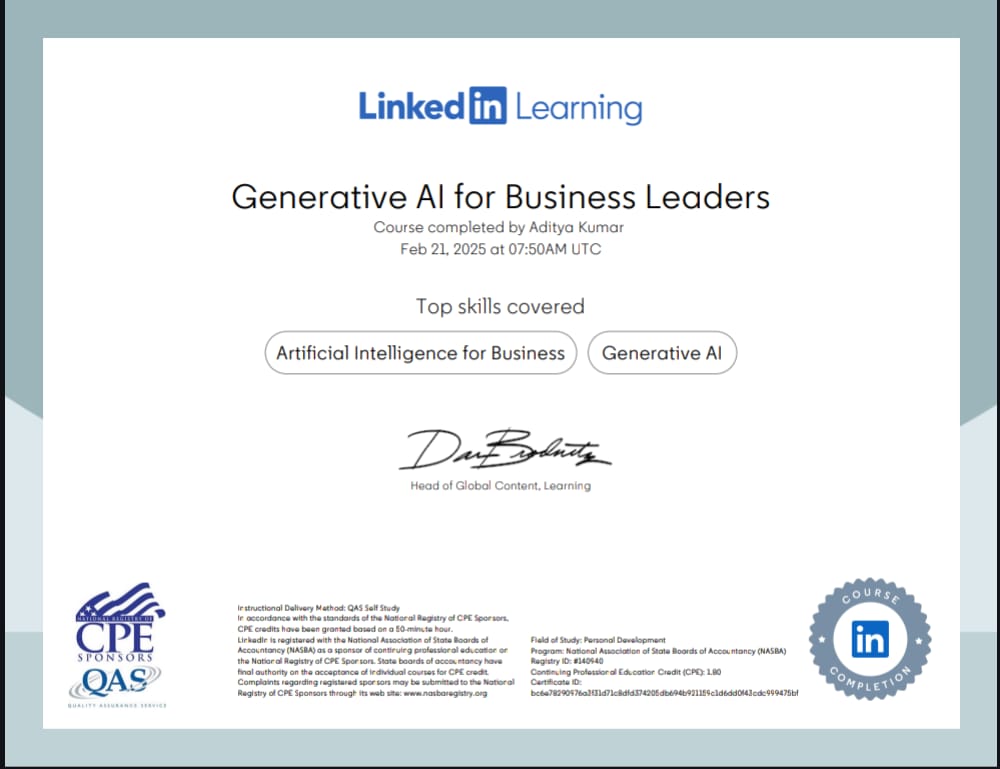 LinkedIn Learning
Generative AI for Business Leaders
Course completed by Aditya Kumar
Feb 21, 2025 at 07:50AM UTC
Top skills covered
Artificial Intelligence for Business
Generative AI
Head of Global Content, Learning
NATIONAL REGISTRY OF
CPE
SPONSORS
QAS
QUALITY ASSURANCE SERVICE
Instructional Delivery Method: QAS Self Study
In accordance with the standards of the National Registry of CPE Sponsors,
CPE credits have been granted based on a 50-minute hour.
LinkedIn is registered with the National Association of State Boards of
Accountancy (NASBA) as a sponsor of continuing professional education on
the National Registry of CPE Sponsors. State boards of accountancy have
final authority on the acceptance of individual courses for CPE credit.
Complaints regarding registered sponsors may be submitted to the National
Registry of CPE Sponsors through its web site: www.nasbaregistry.org
Field of Study: Personal Development
Program: National Association of State Boards of Accountancy (NASBA)
Registry ID: #140940
Continuing Professional Education Credit (CPE): 1.80
Certificate ID:
COURSE
in
COMPLETION